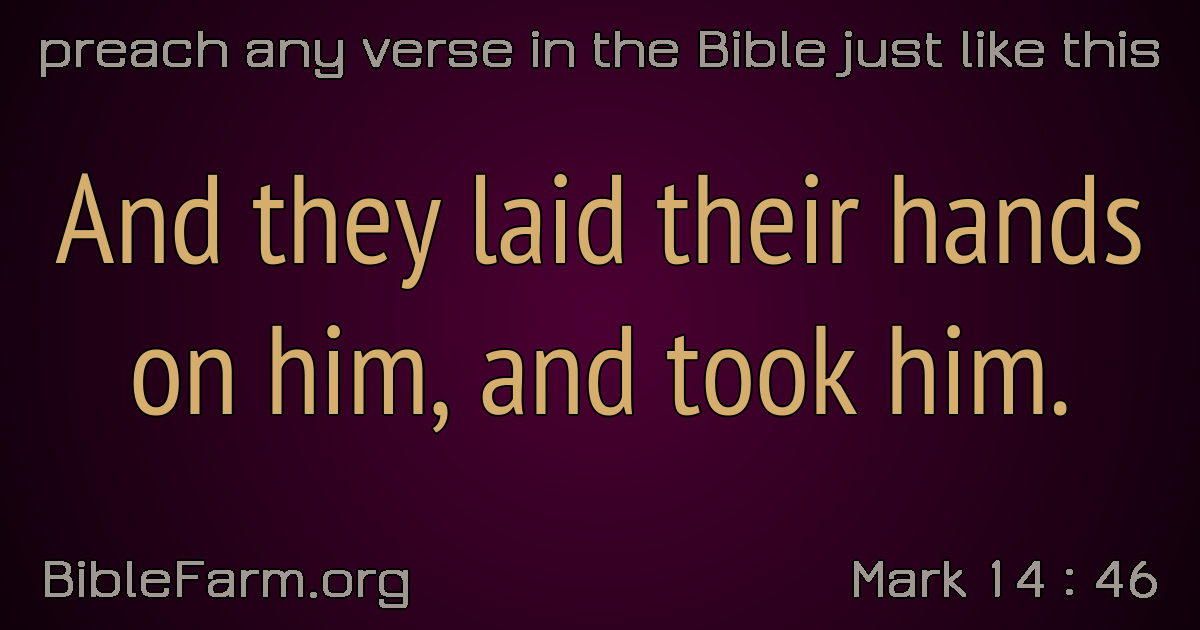 preach any verse in the Bible just like this
And they laid their hands
on him, and took him.
BibleFarm.org
Mark 14 : 46